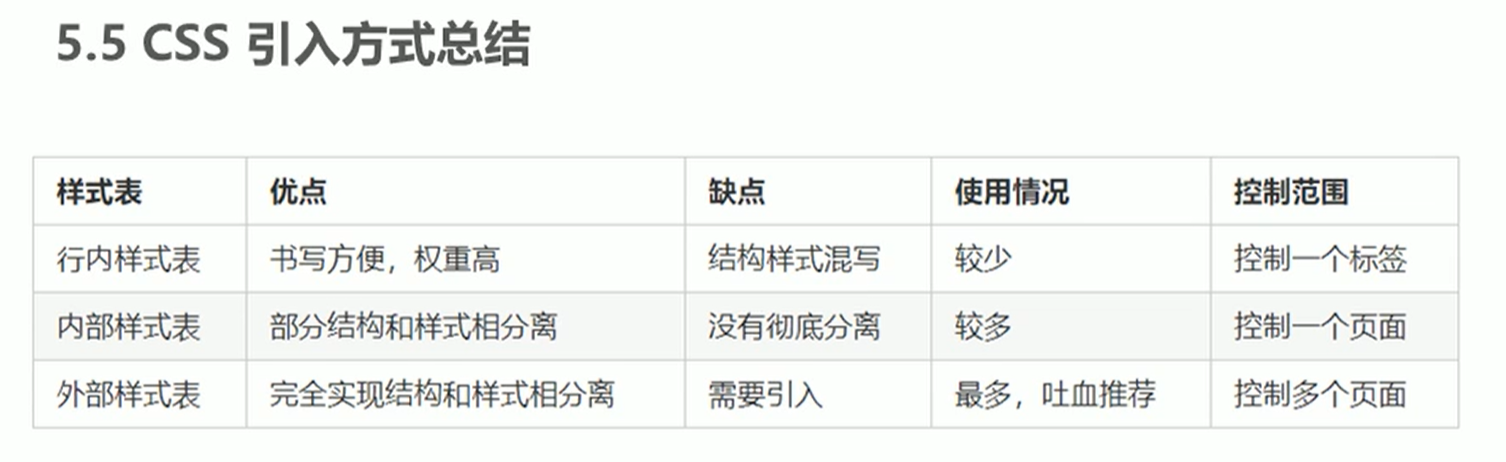 5.5 CSS 引入方式总结
样式表 优点 缺点 使用情况 控制范围
行内样式表 书写方便，权重高 结构样式混写 较少 控制一个标签
内部样式表 部分结构和样式相分离 没有彻底分离 较多 控制一个页面
外部样式表 完全实现结构和样式相分离 需要引入 最多，吐血推荐 控制多个页面